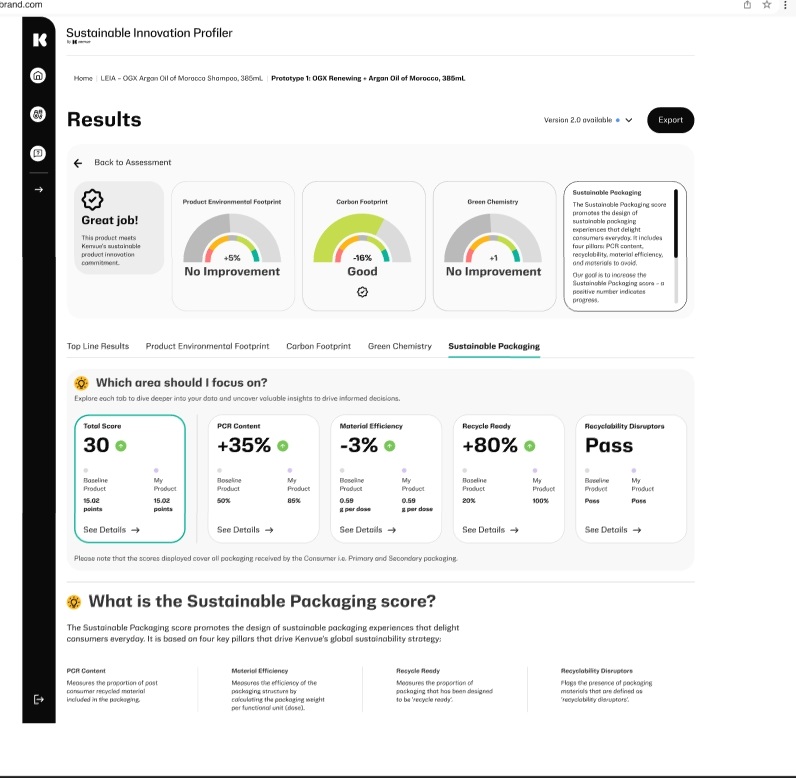 brand.com
Sustainable Innovation Profiler
By kenvue
Home | LEIA – OGX Argan Oil of Morocco Shampoo, 385mL | Prototype 1: OGX Renewing + Argan Oil of Morocco, 385mL
Results
Version 2.0 available
Export
Back to Assessment
Great job!
This product meets
Kenvue's sustainable
product innovation
commitment.
Product Environmental Footprint
+5%
No Improvement
Carbon Footprint
-16%
Good
Green Chemistry
+1
No Improvement
Sustainable Packaging
The Sustainable Packaging score
promotes the design of
sustainable packaging
experiences that delight
consumers everyday. It includes
four pillars: PCR content,
recyclability, material efficiency,
and materials to avoid.
Our goal is to increase the
Sustainable Packaging score – a
positive number indicates
progress.
Top Line Results
Product Environmental Footprint
Carbon Footprint
Green Chemistry
Sustainable Packaging
Which area should I focus on?
Explore each tab to dive deeper into your data and uncover valuable insights to drive informed decisions.
Total Score
30
Baseline
Product
15.02
points
My
Product
15.02
points
See Details
PCR Content
+35%
Baseline
Product
50%
My
Product
85%
See Details
Material Efficiency
-3%
Baseline
Product
0.59
g per dose
My
Product
0.59
g per dose
See Details
Recycle Ready
+80%
Baseline
Product
20%
My
Product
100%
See Details
Recyclability Disruptors
Pass
Baseline
Product
Pass
My
Product
Pass
See Details
Please note that the scores displayed cover all packaging received by the Consumer i.e. Primary and Secondary packaging.
What is the Sustainable Packaging score?
The Sustainable Packaging score promotes the design of sustainable packaging experiences that delight
consumers everyday. It is based on four key pillars that drive Kenvue's global sustainability strategy:
PCR Content
Measures the proportion of post
consumer recycled material
included in the packaging.
Material Efficiency
Measures the efficiency of the
packaging structure by
calculating the packaging weight
per functional unit (dose).
Recycle Ready
Measures the proportion of
packaging that has been designed
to be 'recycle ready'.
Recyclability Disruptors
Flags the presence of packaging
materials that are defined as
'recyclability disruptors'.